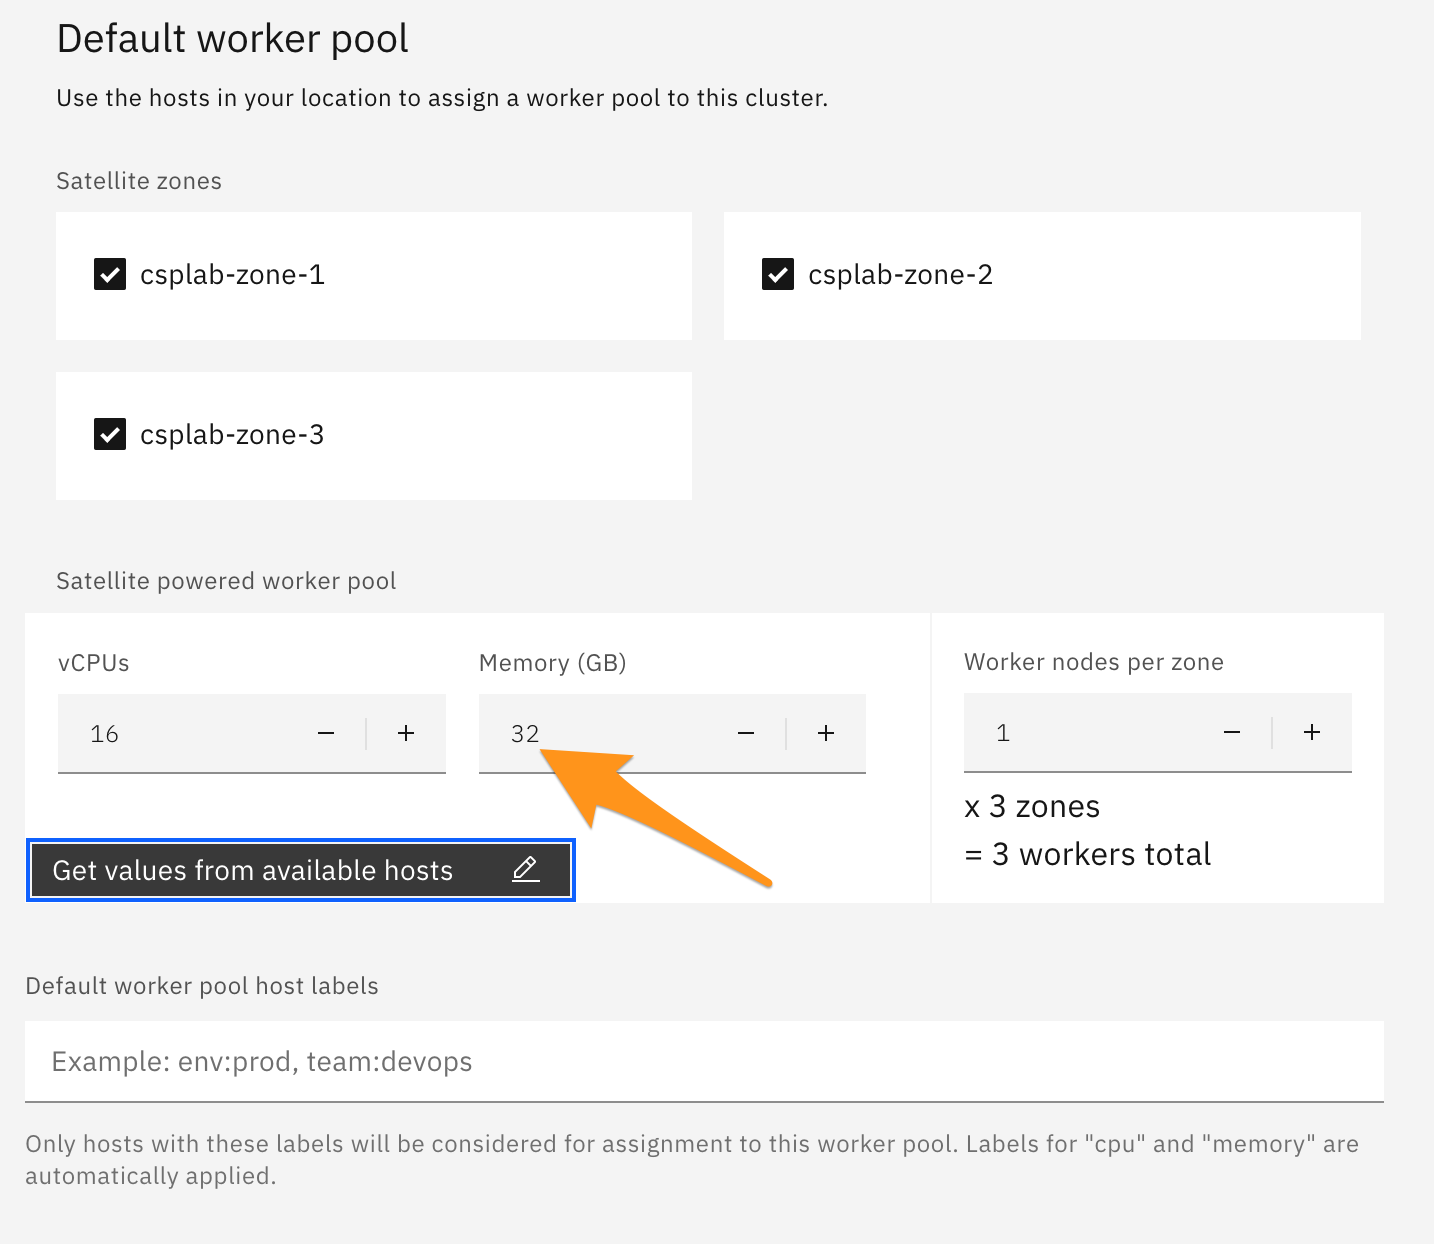 Default worker pool
Use the hosts in your location to assign a worker pool to this cluster.
Satellite zones
csplab-zone-1
csplab-zone-2
csplab-zone-3
Satellite powered worker pool
vCPUs
16
Memory (GB)
32
Worker nodes per zone
1
x 3 zones
= 3 workers total
Get values from available hosts
Default worker pool host labels
Example: env:prod, team:devops
Only hosts with these labels will be considered for assignment to this worker pool. Labels for "cpu" and "memory" are
automatically applied.